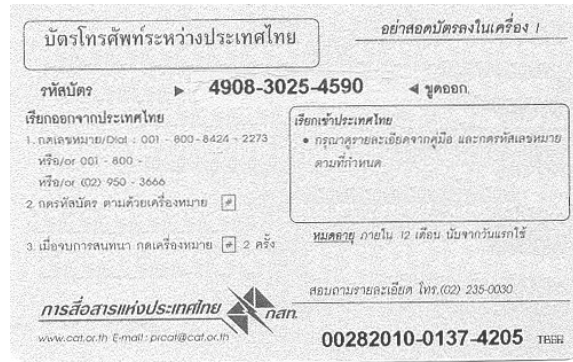 บัตรโทรศัพท์ระหว่างประเทศไทย
อย่าสอดบัตรลงในเครื่อง !
รหัสบัตร ▶ 4908-3025-4590 ◀ ขูดออก
เรียกออกจากประเทศไทย
1. กดเลขหมาย/Dial : 001 - 800-8424 - 2273
หรือ/or 001 - 800 -
หรือ/or (02) 950 - 3666
2. กดรหัสบัตร ตามด้วยเครื่องหมาย #
3. เมื่อจบการสนทนา กดเครื่องหมาย # 2 ครั้ง
เรียกเข้าประเทศไทย
• กรุณาดูรายละเอียดจากคู่มือ และกดรหัสเลขหมาย
ตามที่กำหนด
หมดอายุ ภายใน 12 เดือน นับจากวันแรกใช้
สอบถามรายละเอียด โทร.(02) 235-0030
การสื่อสารแห่งประเทศไทย กสท.
www.cat.or.th E-mail : prcat@cat.or.th
00282010-0137-4205